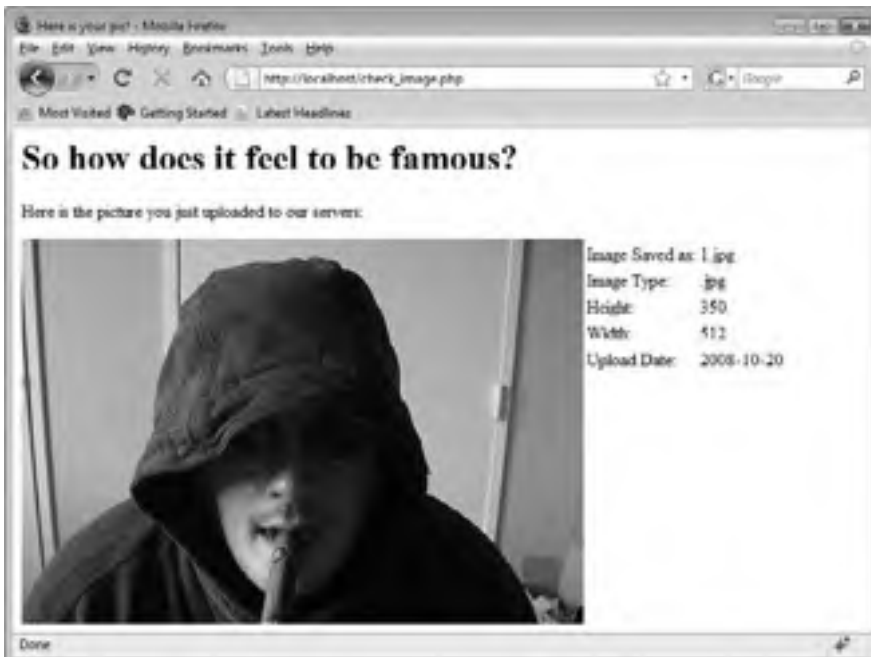 Here is your pic! - Mozilla Firefox
File Edit View History Bookmarks Tools Help
http://localhost/check_image.php
Google
Most Visited Getting Started Latest Headlines
So how does it feel to be famous?
Here is the picture you just uploaded to our servers:
Image Saved as: 1.jpg
Image Type: .jpg
Height: 350
Width: 512
Upload Date: 2008-10-20
Done